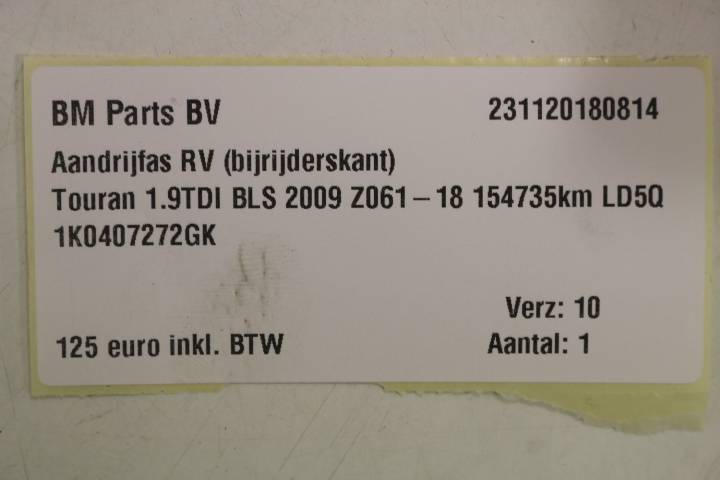 BM Parts BV 231120180814
Aandrijfas RV (bijrijderskant)
Touran 1.9TDI BLS 2009 Z061-18 154735km LD5Q
1K0407272GK
Verz: 10
125 euro inkl. BTW Aantal: 1